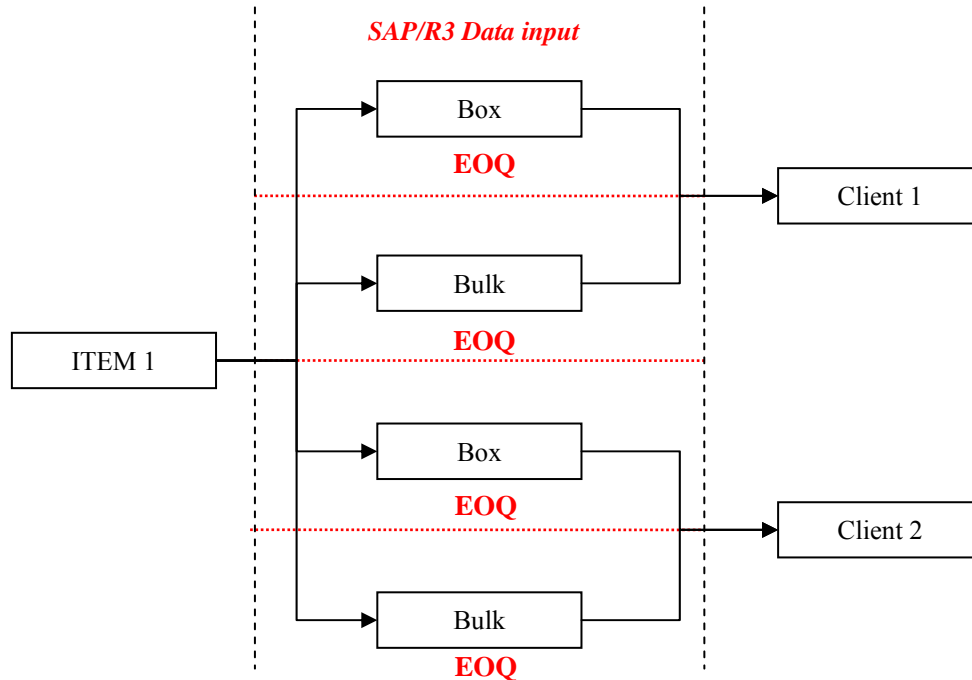 SAP/R3 Data input
Box
EOQ
Client 1
Bulk
EOQ
ITEM 1
Box
EOQ
Client 2
Bulk
EOQ